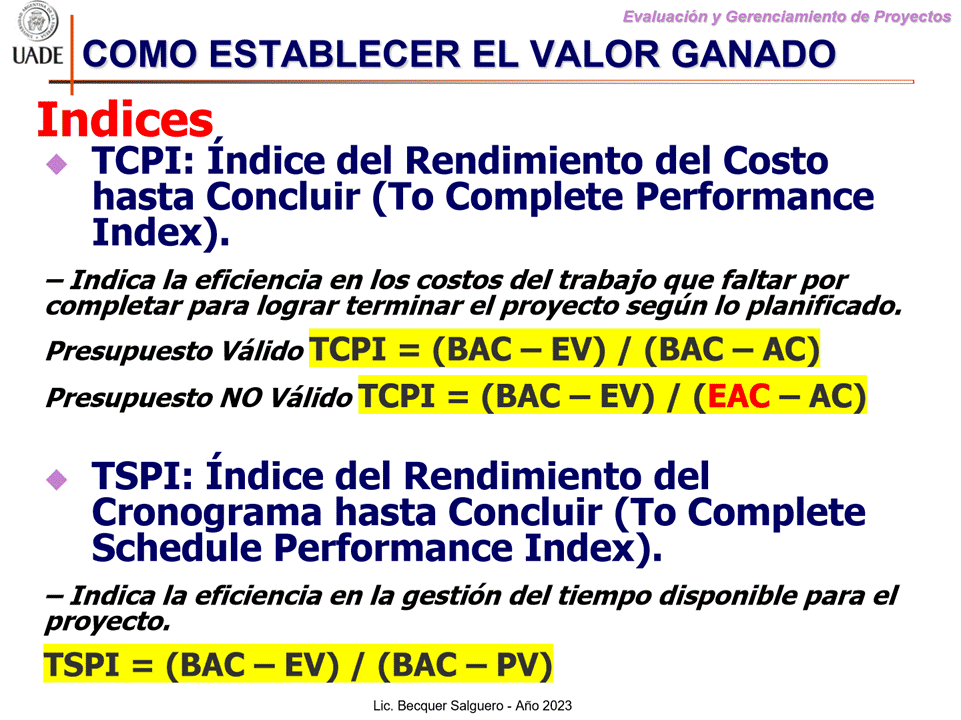 Evaluación y Gerenciamiento de Proyectos
UADE
COMO ESTABLECER EL VALOR GANADO
Indices
TCPI: Índice del Rendimiento del Costo
hasta Concluir (To Complete Performance
Index).
– Indica la eficiencia en los costos del trabajo que faltar por
completar para lograr terminar el proyecto según lo planificado.
Presupuesto Válido TCPI = (BAC – EV) / (BAC – AC)
Presupuesto NO Válido TCPI = (BAC – EV) / (EAC – AC)
TSPI: Índice del Rendimiento del
Cronograma hasta Concluir (To Complete
Schedule Performance Index).
– Indica la eficiencia en la gestión del tiempo disponible para el
proyecto.
TSPI = (BAC – EV) / (BAC – PV)
Lic. Becquer Salguero - Año 2023